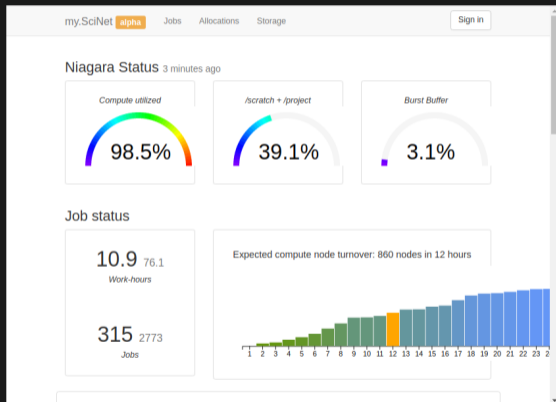 my.SciNet alpha Jobs Allocations Storage Sign in
Niagara Status 3 minutes ago
Compute utilized
98.5%
/scratch + /project
39.1%
Burst Buffer
3.1%
Job status
10.9 76.1
Work-hours
315 2773
Jobs
Expected compute node turnover: 860 nodes in 12 hours
1 2 3 4 5 6 7 8 9 10 11 12 13 14 15 16 17 18 19 20 21 22 23 2